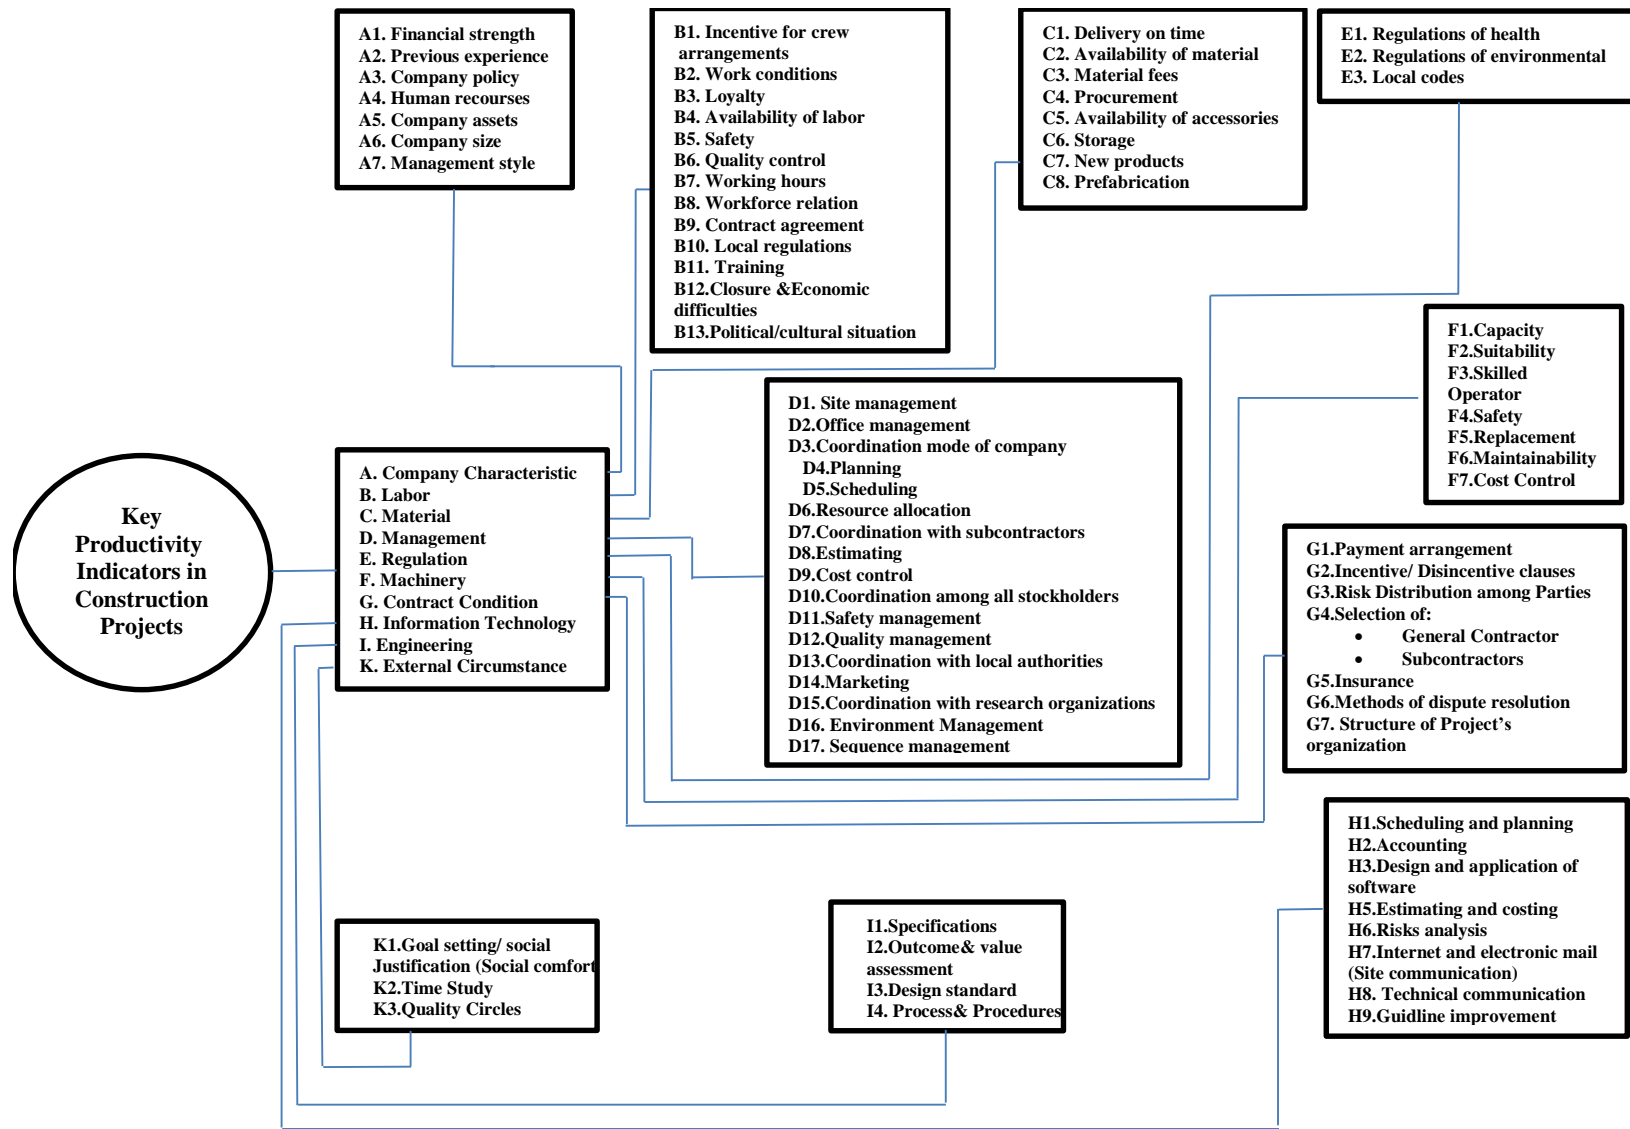 A1. Financial strength
A2. Previous experience
A3. Company policy
A4. Human recourses
A5. Company assets
A6. Company size
A7. Management style
B1. Incentive for crew
arrangements
B2. Work conditions
B3. Loyalty
B4. Availability of labor
B5. Safety
B6. Quality control
B7. Working hours
B8. Workforce relation
B9. Contract agreement
B10. Local regulations
B11. Training
B12.Closure &Economic
difficulties
B13.Political/cultural situation
C1. Delivery on time
C2. Availability of material
C3. Material fees
C4. Procurement
C5. Availability of accessories
C6. Storage
C7. New products
C8. Prefabrication
E1. Regulations of health
E2. Regulations of environmental
E3. Local codes
F1.Capacity
F2.Suitability
F3.Skilled
Operator
F4.Safety
F5.Replacement
F6.Maintainability
F7.Cost Control
Key
Productivity
Indicators in
Construction
Projects
A. Company Characteristic
B. Labor
C. Material
D. Management
E. Regulation
F. Machinery
G. Contract Condition
H. Information Technology
I. Engineering
K. External Circumstance
D1. Site management
D2.Office management
D3.Coordination mode of company
D4.Planning
D5.Scheduling
D6.Resource allocation
D7.Coordination with subcontractors
D8.Estimating
D9.Cost control
D10.Coordination among all stockholders
D11.Safety management
D12.Quality management
D13.Coordination with local authorities
D14.Marketing
D15.Coordination with research organizations
D16. Environment Management
D17. Sequence management
G1.Payment arrangement
G2.Incentive/ Disincentive clauses
G3.Risk Distribution among Parties
G4.Selection of:
• General Contractor
• Subcontractors
G5.Insurance
G6.Methods of dispute resolution
G7. Structure of Project’s
organization
H1.Scheduling and planning
H2.Accounting
H3.Design and application of
software
H5.Estimating and costing
H6.Risks analysis
H7.Internet and electronic mail
(Site communication)
H8. Technical communication
H9.Guidline improvement
K1.Goal setting/ social
Justification (Social comfort
K2.Time Study
K3.Quality Circles
I1.Specifications
I2.Outcome& value
assessment
I3.Design standard
I4. Process& Procedures